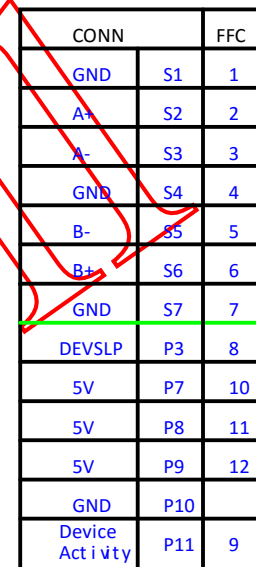 CONN FFC
GND S1 1
A+ S2 2
A- S3 3
GND S4 4
B- S5 5
B+ S6 6
GND S7 7
DEVSLP P3 8
5V P7 10
5V P8 11
5V P9 12
GND P10
Device
Activity P11 9